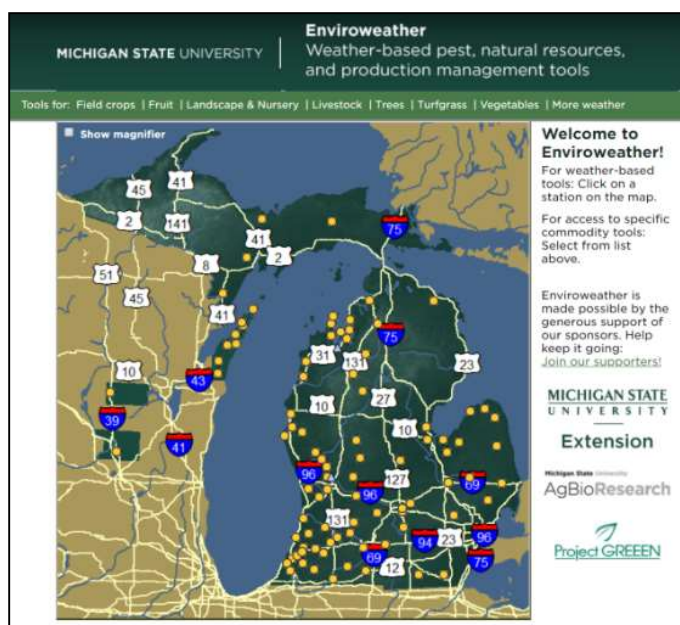 MICHIGAN STATE UNIVERSITY
Enviroweather
Weather-based pest, natural resources,
and production management tools
Tools for: Field crops | Fruit | Landscape & Nursery | Livestock | Trees | Turfgrass | Vegetables | More weather
Show magnifier
41
45
2
141
41
75
2
8
51
45
41
31
131
75
23
10
43
27
10
10
39
41
96
96
127
69
131
94
23
96
69
12
75
Welcome to
Enviroweather!
For weather-based
tools: Click on a
station on the map.
For access to specific
commodity tools:
Select from list
above.
Enviroweather is
made possible by the
generous support of
our sponsors. Help
keep it going:
Join our supporters!
MICHIGAN STATE
UNIVERSITY
Extension
Michigan State University
AgBioResearch
Project GREEEN